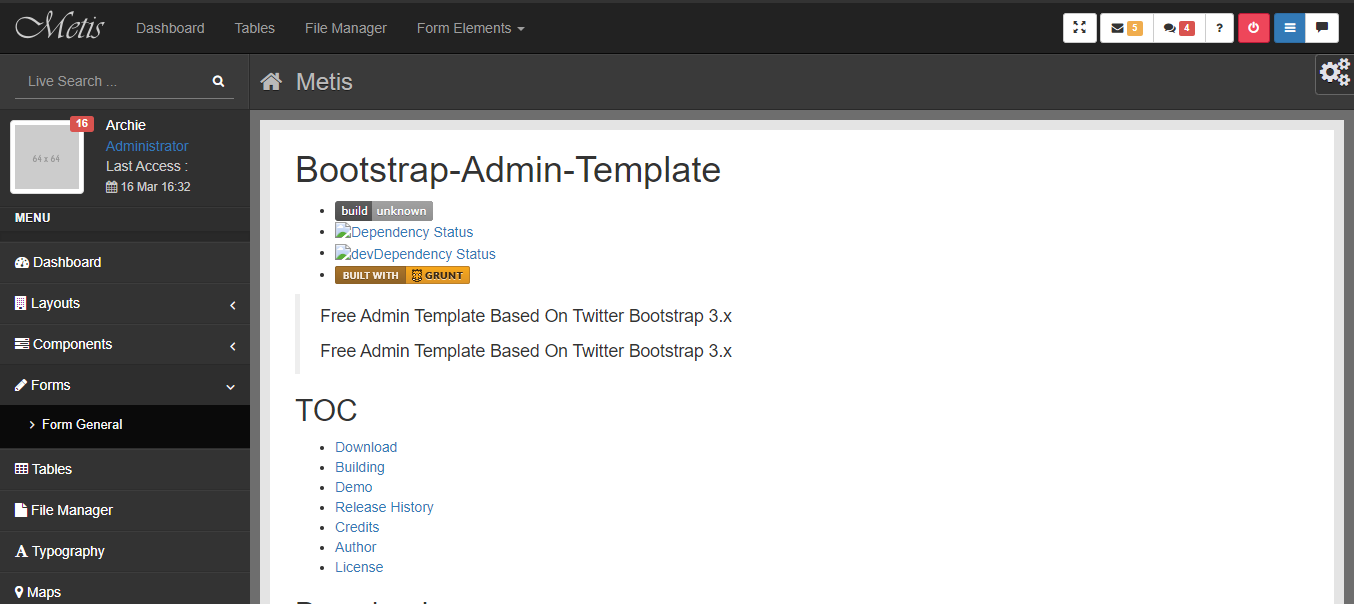 Metis Dashboard Tables File Manager Form Elements 5 4 ?
Live Search ...
Metis
16
64 x 64
Archie
Administrator
Last Access :
16 Mar 16:32
MENU
Dashboard
Layouts
Components
Forms
Form General
Tables
File Manager
Typography
Maps
Bootstrap-Admin-Template
build unknown
Dependency Status
devDependency Status
BUILT WITH GRUNT
Free Admin Template Based On Twitter Bootstrap 3.x
Free Admin Template Based On Twitter Bootstrap 3.x
TOC
Download
Building
Demo
Release History
Credits
Author
License